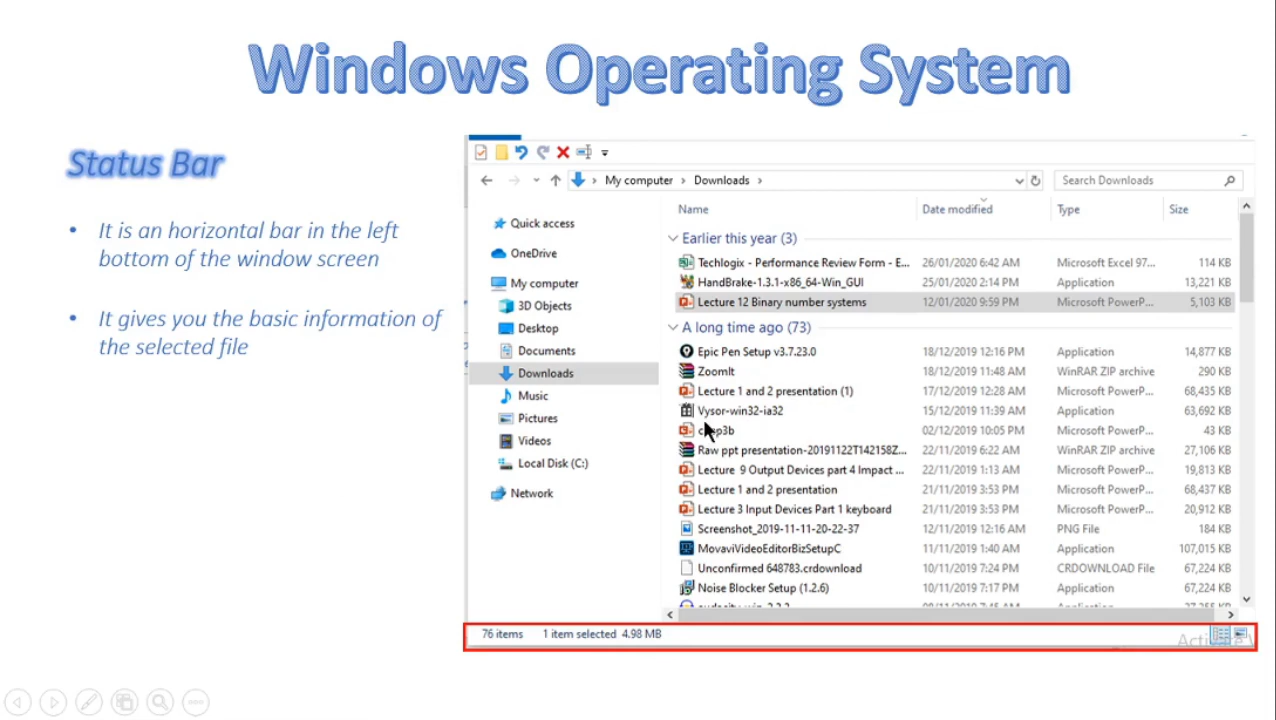 Windows Operating System
Status Bar
• It is an horizontal bar in the left
bottom of the window screen
• It gives you the basic information of
the selected file
My computer Downloads
Search Downloads
Name Date modified Type Size
Quick access
OneDrive
My computer
3D Objects
Desktop
Documents
Downloads
Music
Pictures
Videos
Local Disk (C:)
Network
Earlier this year (3)
Techlogix - Performance Review Form - E... 26/01/2020 6:42 AM Microsoft Excel 97... 114 KB
HandBrake-1.3.1-x86_64-Win_GUI 25/01/2020 2:14 PM Application 13,221 KB
Lecture 12 Binary number systems 12/01/2020 9:59 PM Microsoft PowerP... 5,103 KB
A long time ago (73)
Epic Pen Setup v3.7.23.0 18/12/2019 12:16 PM Application 14,877 KB
ZoomIt 18/12/2019 11:48 AM WinRAR ZIP archive 290 KB
Lecture 1 and 2 presentation (1) 17/12/2019 12:28 AM Microsoft PowerP... 68,435 KB
Vysor-win32-ia32 15/12/2019 11:39 AM Application 63,692 KB
02/12/2019 10:05 PM Microsoft PowerP... 43 KB
Raw ppt presentation-20191122T142158Z... 22/11/2019 6:22 AM WinRAR ZIP archive 27,106 KB
Lecture 9 Output Devices part 4 Impact ... 22/11/2019 1:13 AM Microsoft PowerP... 19,813 KB
Lecture 1 and 2 presentation 21/11/2019 3:53 PM Microsoft PowerP... 68,437 KB
Lecture 3 Input Devices Part 1 keyboard 21/11/2019 3:53 PM Microsoft PowerP... 20,912 KB
Screenshot_2019-11-11-20-22-37 12/11/2019 12:16 AM PNG File 184 KB
MovaviVideoEditorBizSetupC 11/11/2019 1:40 AM Application 107,015 KB
Unconfirmed 648783.crdownload 10/11/2019 7:24 PM CRDOWNLOAD File 67,224 KB
Noise Blocker Setup (1.2.6) 10/11/2019 7:17 PM Application 67,224 KB
76 items 1 item selected 4.98 MB